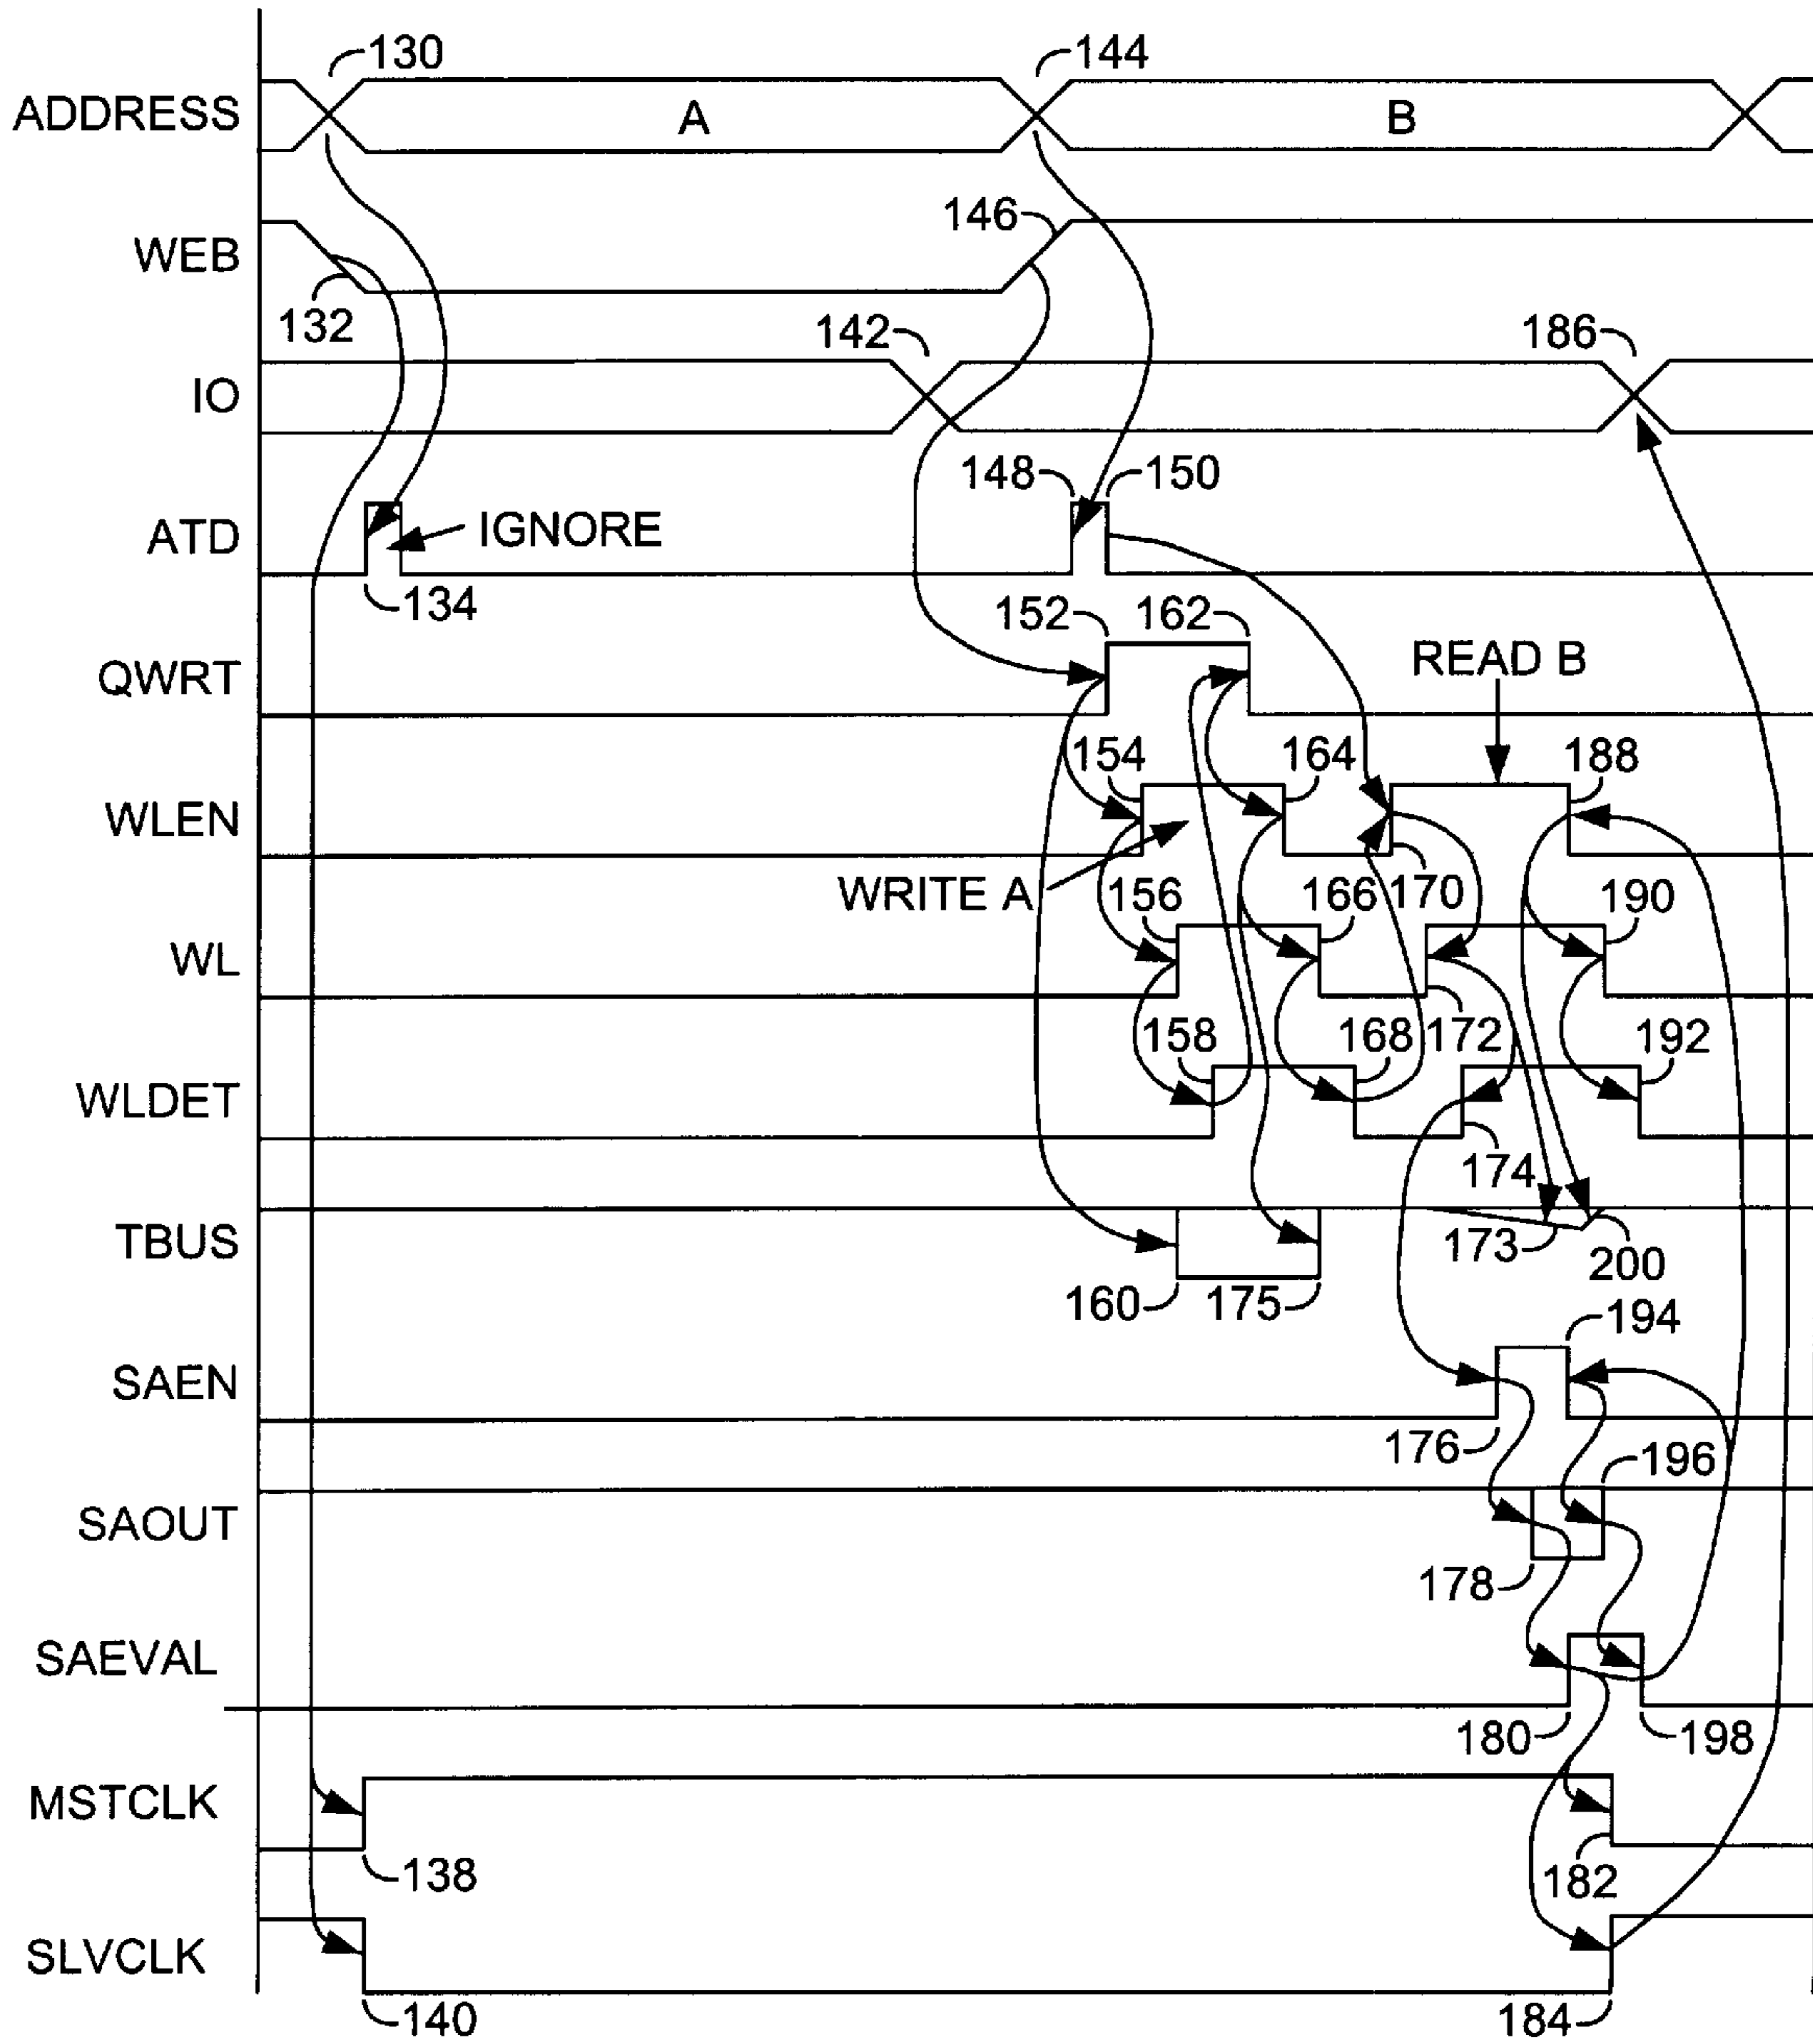 130
144
ADDRESS
A
B
146
WEB
132
142
186
IO
148
150
ATD
IGNORE
134
152
162
QWRT
READ B
154
164
188
WLEN
WRITE A
170
156
166
190
WL
158
168
172
192
WLDET
174
TBUS
173
200
160
175
194
SAEN
176
196
SAOUT
178
SAEVAL
180
198
MSTCLK
138
182
SLVCLK
140
184